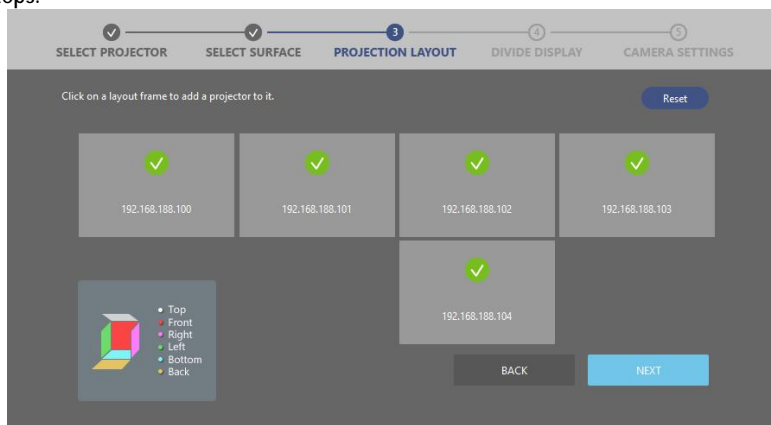 ops.
3 4 5
SELECT PROJECTOR SELECT SURFACE PROJECTION LAYOUT DIVIDE DISPLAY CAMERA SETTINGS
Click on a layout frame to add a projector to it.
Reset
192.168.188.100 192.168.188.101 192.168.188.102 192.168.188.103
192.168.188.104
Top
Front
Right
Left
Bottom
Back
BACK NEXT